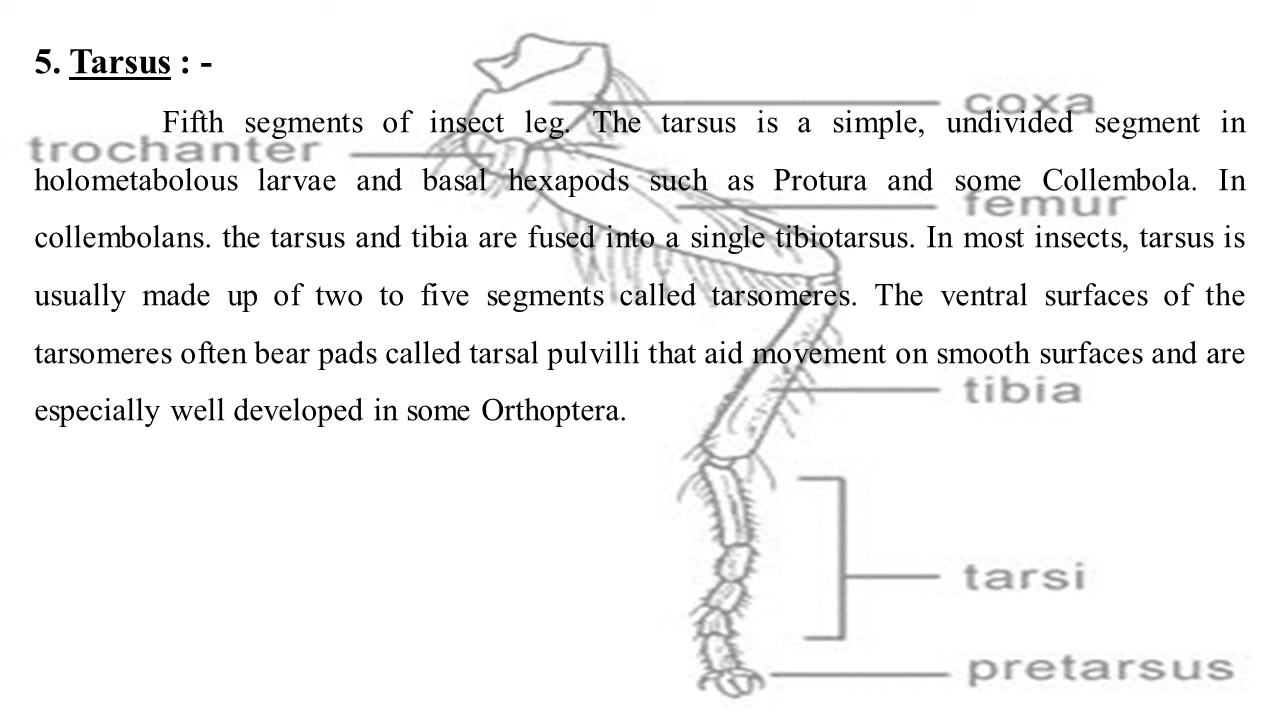 5. Tarsus : -
coxa
Fifth segments of insect leg. The tarsus is a simple, undivided segment in
trochanter
holometabolous larvae and basal hexapods such as Protura and some Collembola. In
femur
collembolans. the tarsus and tibia are fused into a single tibiotarsus. In most insects, tarsus is
usually made up of two to five segments called tarsomeres. The ventral surfaces of the
tarsomeres often bear pads called tarsal pulvilli that aid movement on smooth surfaces and are
tibia
especially well developed in some Orthoptera.
tarsi
pretarsus